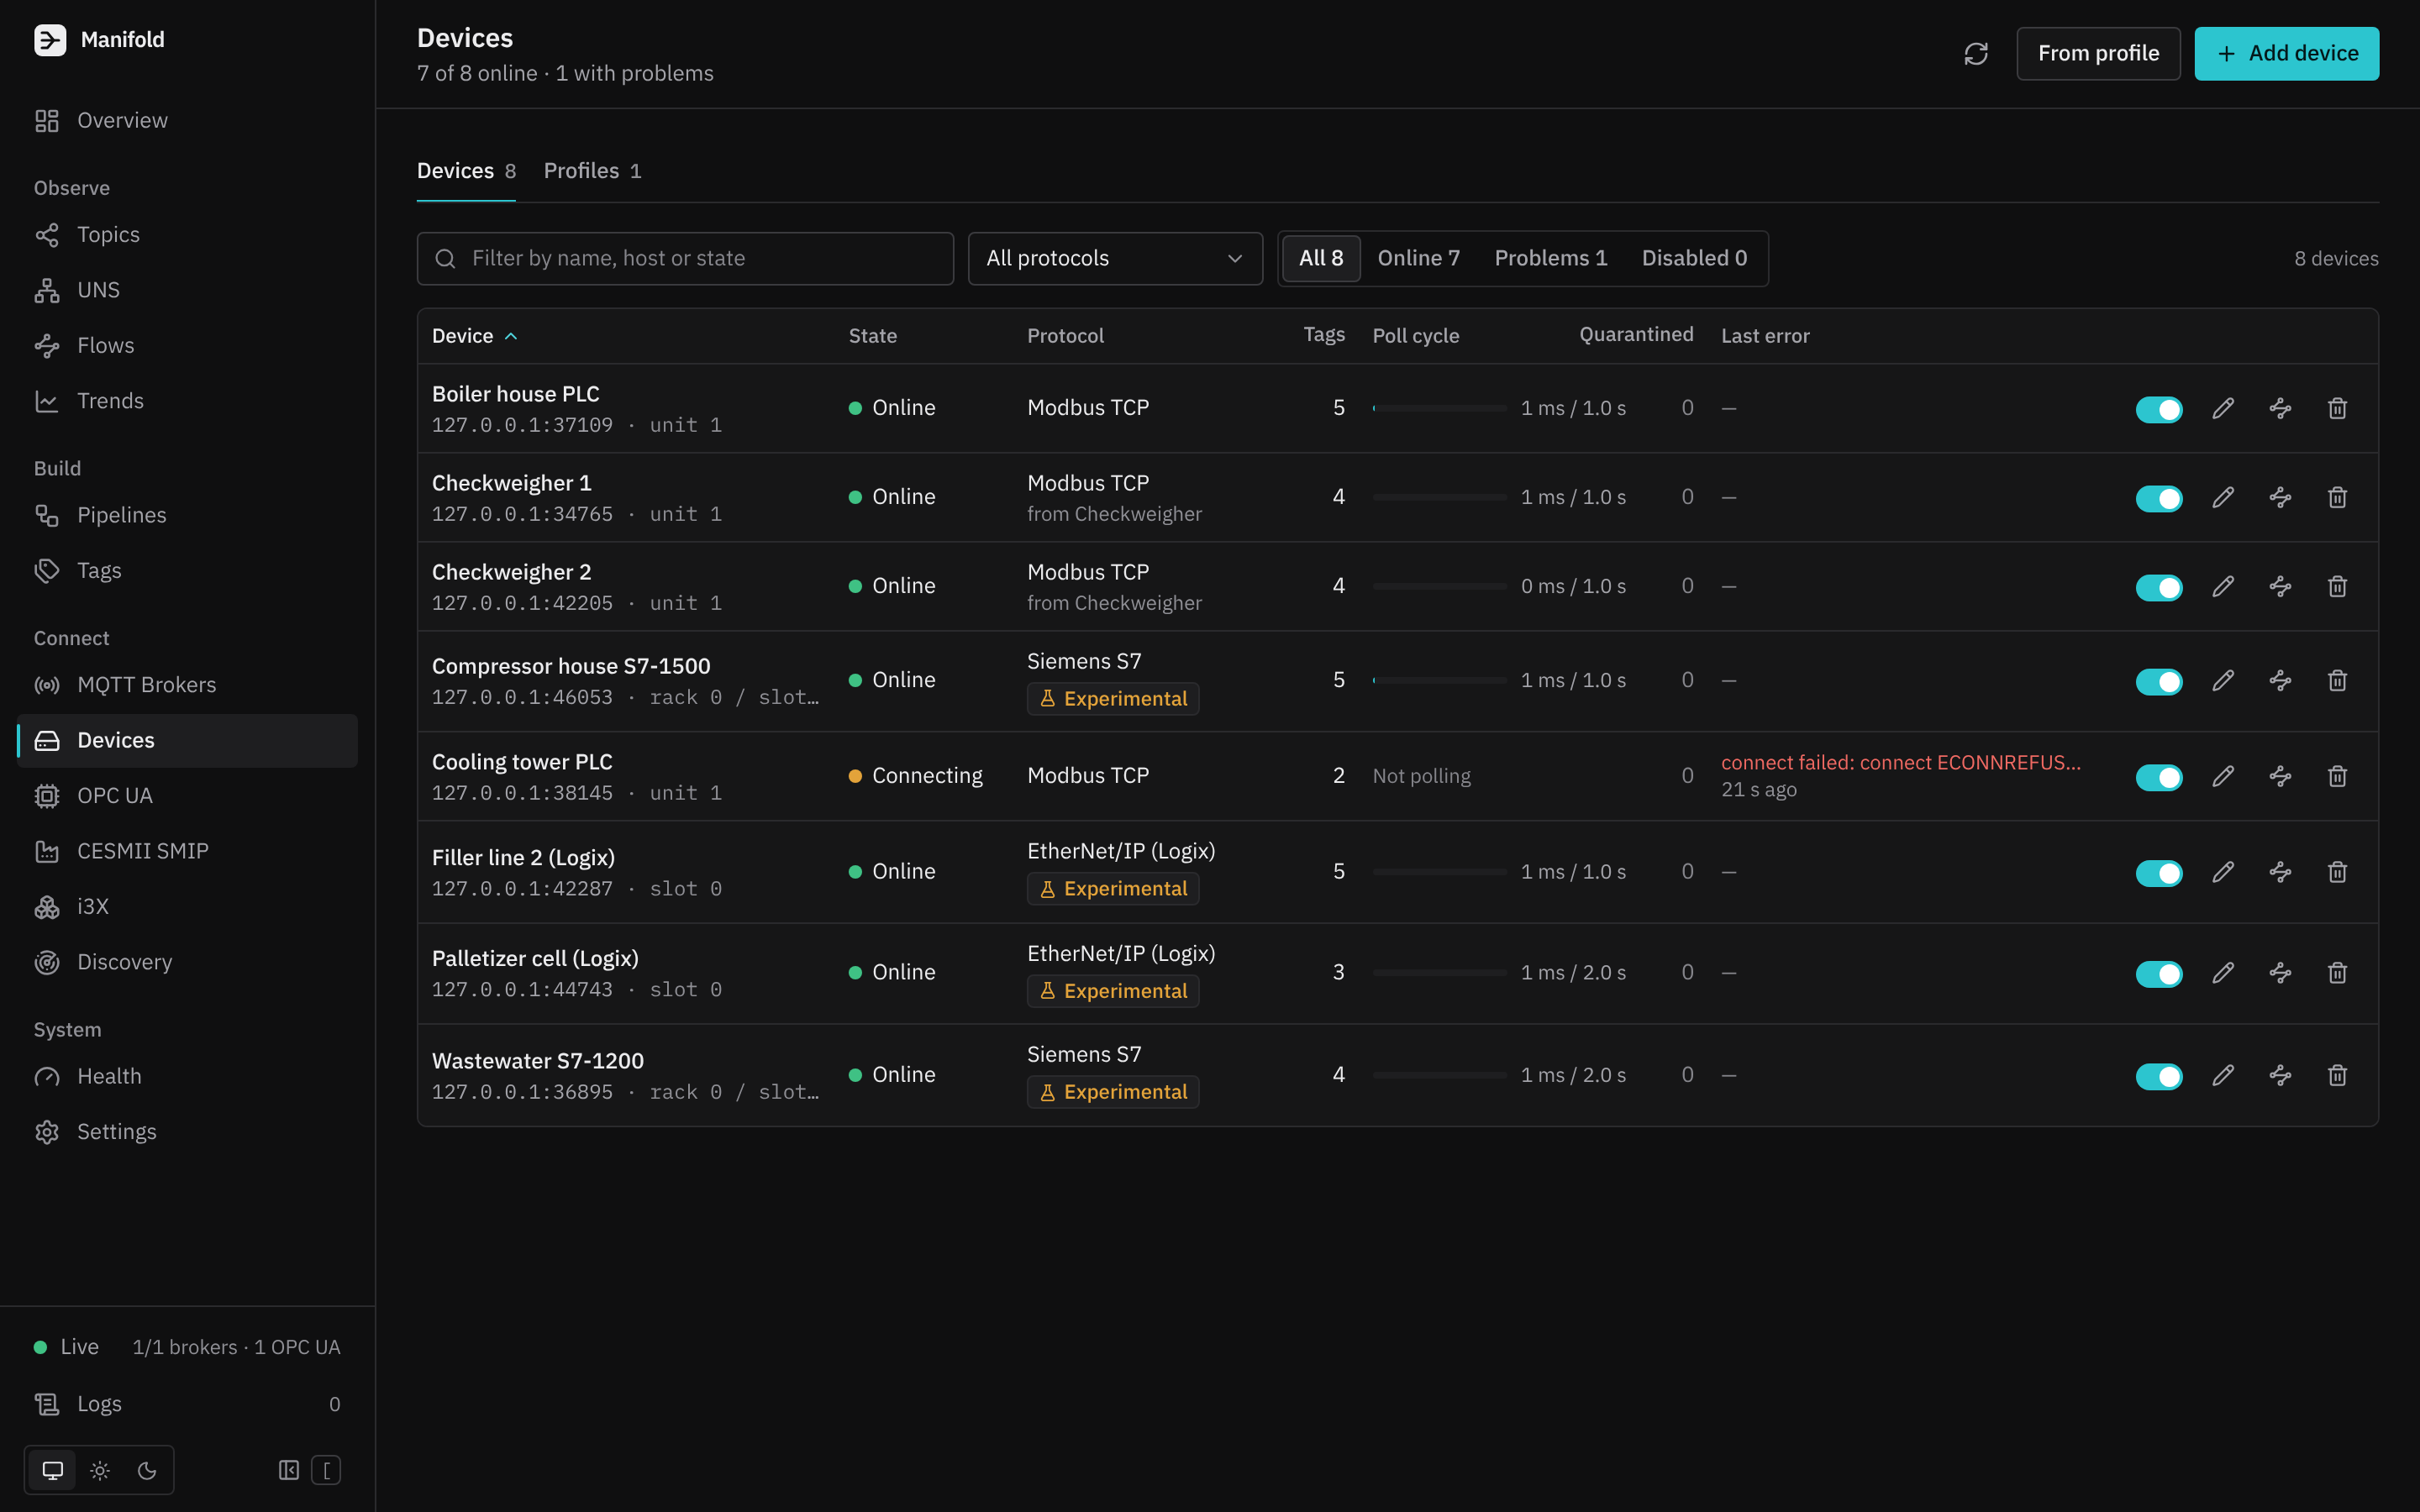 Manifold
Overview
Observe
Topics
UNS
Flows
Trends
Build
Pipelines
Tags
Connect
MQTT Brokers
Devices
OPC UA
CESMII SMIP
i3X
Discovery
System
Health
Settings
Live 1/1 brokers · 1 OPC UA
Logs 0
[
Devices
7 of 8 online · 1 with problems
From profile
+ Add device
Devices 8 Profiles 1
Filter by name, host or state
All protocols
All 8 Online 7 Problems 1 Disabled 0
8 devices
Device State Protocol Tags Poll cycle Quarantined Last error
Boiler house PLC
127.0.0.1:37109 · unit 1
Online
Modbus TCP
5
1 ms / 1.0 s
0
—
Checkweigher 1
127.0.0.1:34765 · unit 1
Online
Modbus TCP
from Checkweigher
4
1 ms / 1.0 s
0
—
Checkweigher 2
127.0.0.1:42205 · unit 1
Online
Modbus TCP
from Checkweigher
4
0 ms / 1.0 s
0
—
Compressor house S7-1500
127.0.0.1:46053 · rack 0 / slot…
Online
Siemens S7
Experimental
5
1 ms / 1.0 s
0
—
Cooling tower PLC
127.0.0.1:38145 · unit 1
Connecting
Modbus TCP
2
Not polling
0
connect failed: connect ECONNREFUS…
21 s ago
Filler line 2 (Logix)
127.0.0.1:42287 · slot 0
Online
EtherNet/IP (Logix)
Experimental
5
1 ms / 1.0 s
0
—
Palletizer cell (Logix)
127.0.0.1:44743 · slot 0
Online
EtherNet/IP (Logix)
Experimental
3
1 ms / 2.0 s
0
—
Wastewater S7-1200
127.0.0.1:36895 · rack 0 / slot…
Online
Siemens S7
Experimental
4
1 ms / 2.0 s
0
—